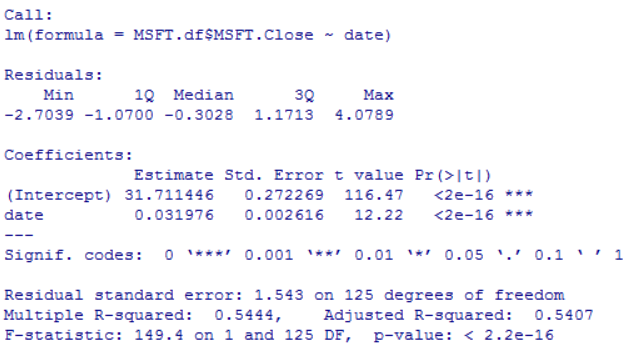 Call:
lm(formula = MSFT.df$MSFT.Close ~ date)
Residuals:
Min 1Q Median 3Q Max
-2.7039 -1.0700 -0.3028 1.1713 4.0789
Coefficients:
Estimate Std. Error t value Pr(>|t|)
(Intercept) 31.711446 0.272269 116.47 <2e-16 ***
date 0.031976 0.002616 12.22 <2e-16 ***
---
Signif. codes: 0 ‘***’ 0.001 ‘**’ 0.01 ‘*’ 0.05 ‘.’ 0.1 ‘ ’ 1
Residual standard error: 1.543 on 125 degrees of freedom
Multiple R-squared: 0.5444, Adjusted R-squared: 0.5407
F-statistic: 149.4 on 1 and 125 DF, p-value: < 2.2e-16